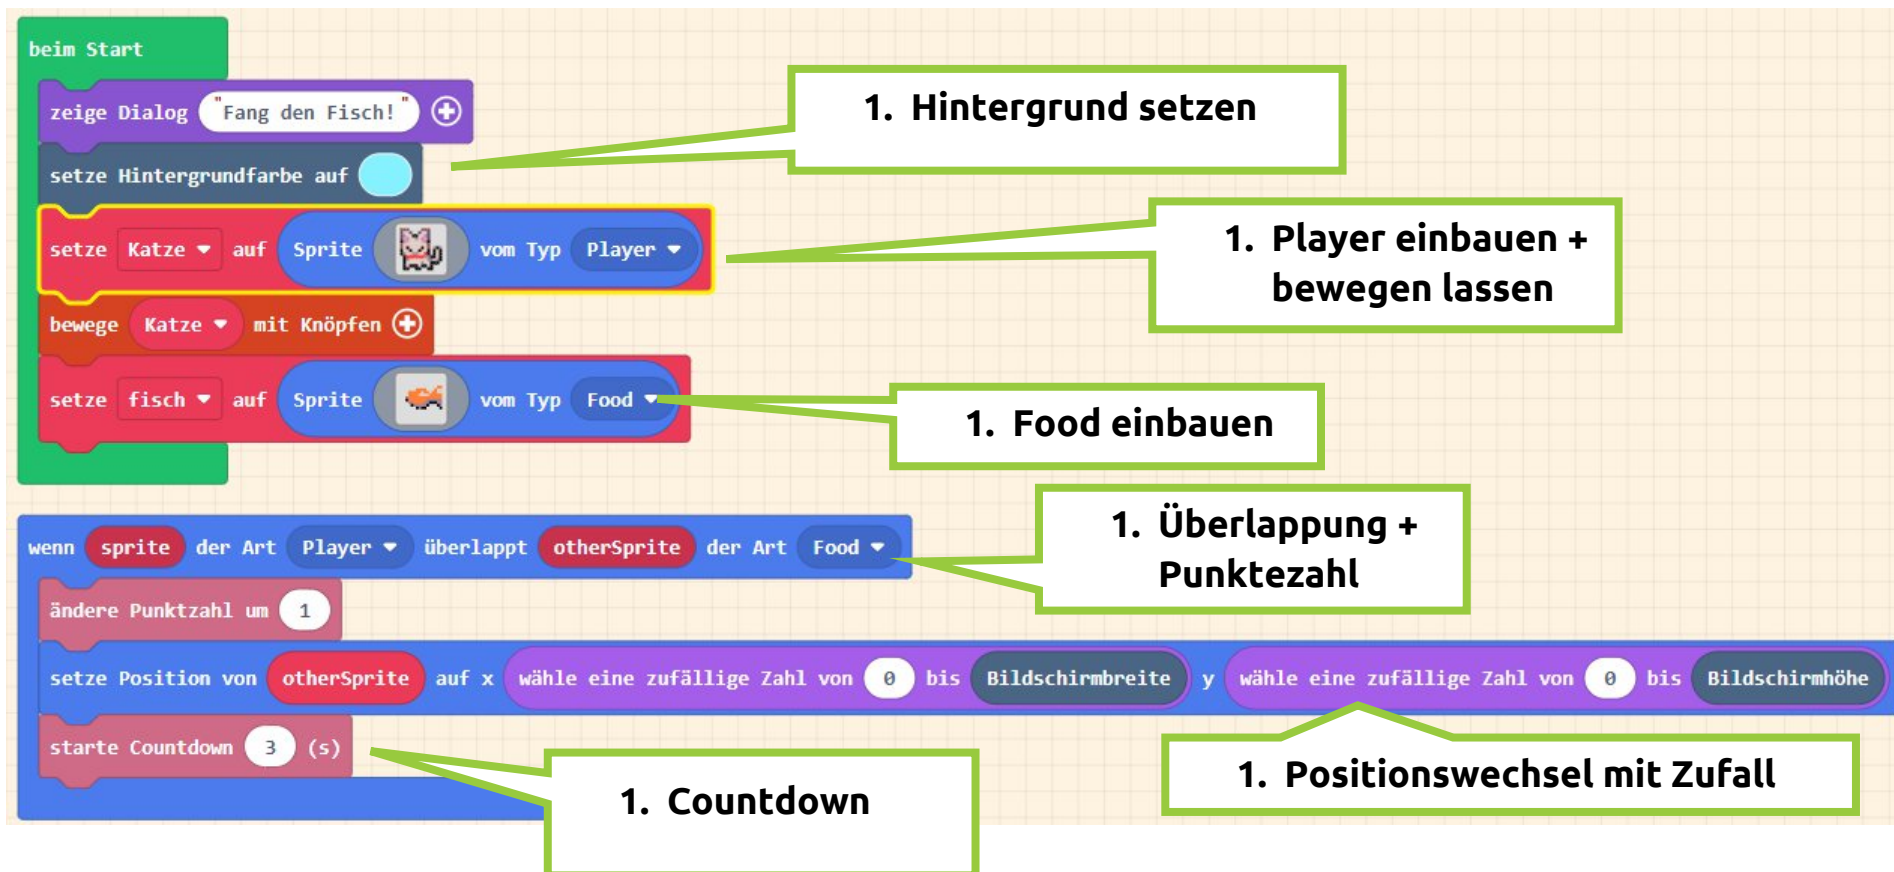 beim Start
zeige Dialog "Fang den Fisch!"
1. Hintergrund setzen
setze Hintergrundfarbe auf
setze Katze auf Sprite vom Typ Player
1. Player einbauen +
bewegen lassen
bewege Katze mit Knöpfen
setze fisch auf Sprite vom Typ Food
1. Food einbauen
wenn sprite der Art Player überlappt otherSprite der Art Food
1. Überlappung +
Punktezahl
ändere Punktzahl um 1
setze Position von otherSprite auf x wähle eine zufällige Zahl von 0 bis Bildschirmbreite y wähle eine zufällige Zahl von 0 bis Bildschirmhöhe
starte Countdown 3 (s)
1. Countdown
1. Positionswechsel mit Zufall